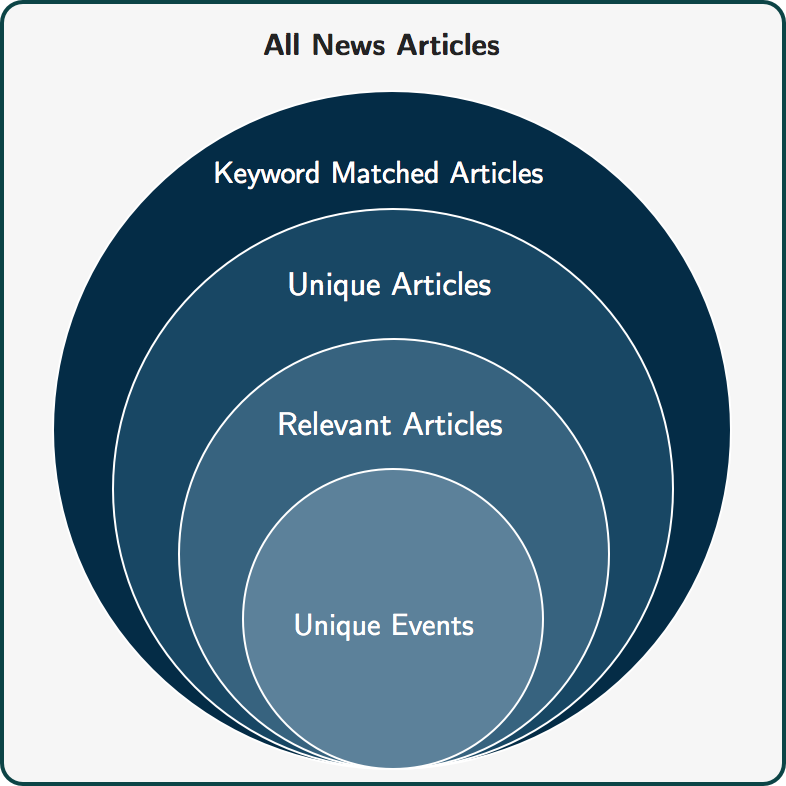 All News Articles
Keyword Matched Articles
Unique Articles
Relevant Articles
Unique Events